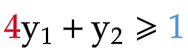 4y₁ + y₂ ⩾ 1